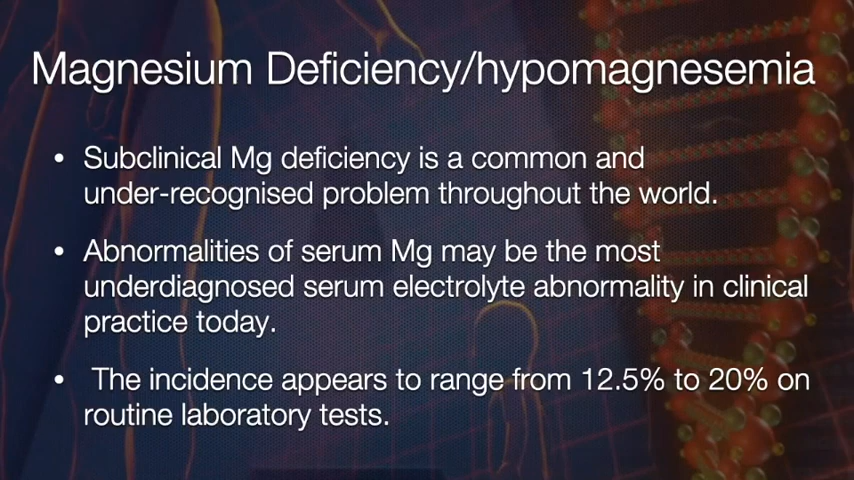 Magnesium Deficiency/hypomagnesemia
• Subclinical Mg deficiency is a common and
under-recognised problem throughout the world.
• Abnormalities of serum Mg may be the most
underdiagnosed serum electrolyte abnormality in clinical
practice today.
• The incidence appears to range from 12.5% to 20% on
routine laboratory tests.